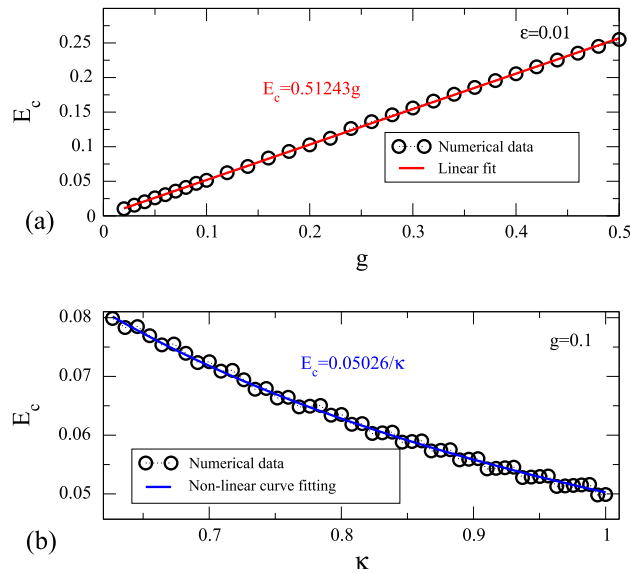 ε=0.01
0.25
0.2
E_c=0.51243g
0.15
E_c
0.1
Numerical data
Linear fit
0.05
0
(a)
0 0.1 0.2 0.3 0.4 0.5
g
0.08
g=0.1
E_c=0.05026/κ
0.07
E_c
0.06
Numerical data
Non-linear curve fitting
0.05
0.7 0.8 0.9 1
(b)
κ